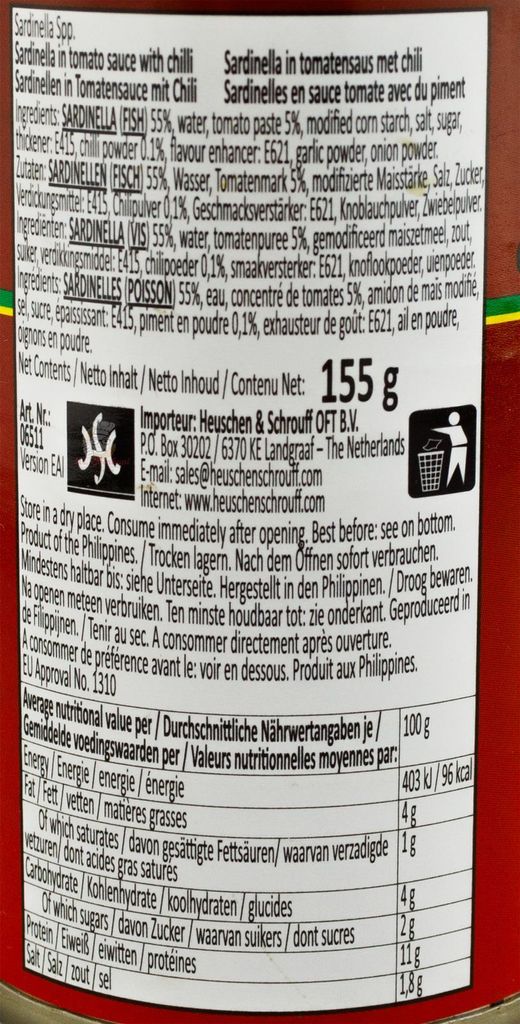 Sardinella Spp.
Sardinella in tomato sauce with chilli Sardinella in tomatensaus met chili
Sardinellen in Tomatensauce mit Chili Sardinelles en sauce tomate avec du piment
Ingredients: SARDINELLA (FISH) 55%, water, tomato paste 5%, modified corn starch, salt, sugar,
thickener: E415, chilli powder 0.1%, flavour enhancer: E621, garlic powder, onion powder.
Zutaten: SARDINELLEN (FISCH) 55%, Wasser, Tomatenmark 5%, modifizierte Maisstärke, Salz, Zucker,
Verdickungsmittel: E415, Chilipulver 0,1%, Geschmacksverstärker: E621, Knoblauchpulver, Zwiebelpulver.
Ingrediënten: SARDINELLA (VIS) 55%, water, tomatenpuree 5%, gemodificeerd maiszetmeel, zout,
suiker, verdikkingsmiddel: E415, chilipoeder 0,1%, smaakversterker: E621, knoflookpoeder, uienpoeder.
Ingredients: SARDINELLES (POISSON) 55%, eau, concentré de tomates 5%, amidon de mais modifié,
sel, sucre, épaississant: E415, piment en poudre 0,1%, exhausteur de goût: E621, ail en poudre,
oignons en poudre.
Net Contents / Netto Inhalt / Netto Inhoud / Contenu Net: 155 g
Art. Nr.:
06511
Version EAI
Importeur: Heuschen & Schrouff OFT B.V.
P.O. Box 30202 / 6370 KE Landgraaf – The Netherlands
E-mail: sales@heuschenschrouff.com
Internet: www.heuschenschrouff.com
Store in a dry place. Consume immediately after opening. Best before: see on bottom.
Product of the Philippines. / Trocken lagern. Nach dem Öffnen sofort verbrauchen.
Mindestens haltbar bis: siehe Unterseite. Hergestellt in den Philippinen. / Droog bewaren.
Na openen meteen verbruiken. Ten minste houdbaar tot: zie onderkant. Geproduceerd in
de Filippijnen. / Tenir au sec. A consommer directement après ouverture.
A consommer de préférence avant le: voir en dessous. Produit aux Philippines.
EU Approval No. 1310
Average nutritional value per / Durchschnittliche Nährwertangaben je /
Gemiddelde voedingswaarden per / Valeurs nutritionnelles moyennes par: 100 g
Energy / Energie / energie / énergie 403 kJ / 96 kcal
Fat / Fett / vetten / matières grasses 4 g
Of which saturates / davon gesättigte Fettsäuren / waarvan verzadigde
vetzuren / dont acides gras saturés 1 g
Carbohydrate / Kohlenhydrate / koolhydraten / glucides 4 g
Of which sugars / davon Zucker / waarvan suikers / dont sucres 2 g
Protein / Eiweiß / eiwitten / protéines 11 g
Salt / Salz / zout / sel 1,8 g